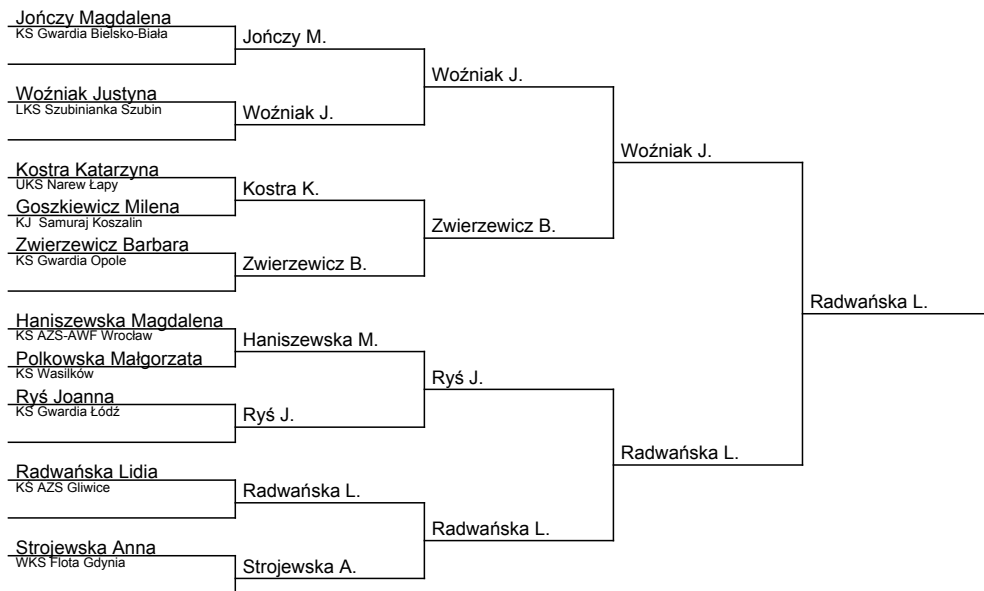 Jończy Magdalena
KS Gwardia Bielsko-Biała
Jończy M.
Woźniak J.
Woźniak Justyna
LKS Szubinianka Szubin
Woźniak J.
Woźniak J.
Kostra Katarzyna
UKS Narew Łapy
Kostra K.
Goszkiewicz Milena
KJ  Samuraj Koszalin
Zwierzewicz B.
Zwierzewicz Barbara
KS Gwardia Opole
Zwierzewicz B.
Radwańska L.
Haniszewska Magdalena
KS AZS-AWF Wrocław
Haniszewska M.
Polkowska Małgorzata
KS Wasilków
Ryś J.
Ryś Joanna
KS Gwardia Łódź
Ryś J.
Radwańska L.
Radwańska Lidia
KS AZS Gliwice
Radwańska L.
Radwańska L.
Strojewska Anna
WKS Flota Gdynia
Strojewska A.